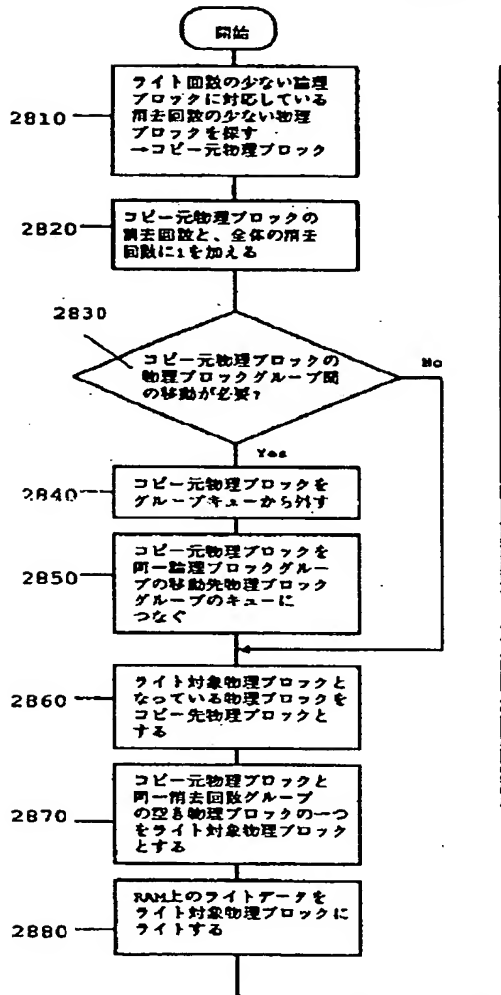 開始
2810
ライト回数の少ない論理
ブロックに対応している
消去回数の少ない物理
ブロックを探す
→コピー元物理ブロック
2820
コピー元物理ブロックの
消去回数と、全体の消去
回数に1を加える
2830
コピー元物理ブロックの
物理ブロックグループ間
の移動が必要?
No
Yes
2840
コピー元物理ブロックを
グループキューから外す
2850
コピー元物理ブロックを
同一論理ブロックグルー
プの移動先物理ブロック
グループのキューに
つなぐ
2860
ライト対象物理ブロックと
なっている物理ブロックを
コピー先物理ブロックと
する
2870
コピー元物理ブロックと
同一消去回数グループ
の空き物理ブロックの一つ
をライト対象物理ブロック
とする
2880
RAM上のライトデータを
ライト対象物理ブロックに
ライトする